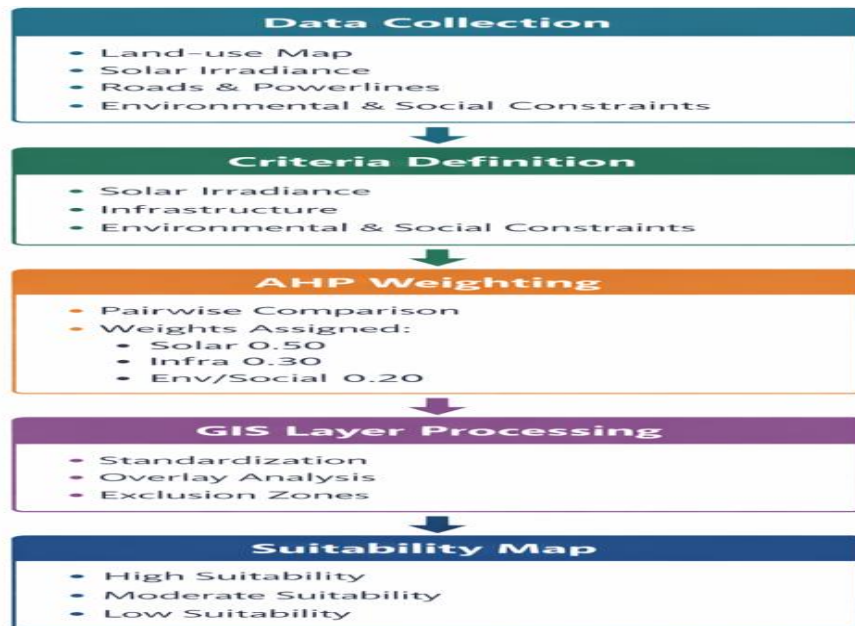 Data Collection
• Land-use Map
• Solar Irradiance
• Roads & Powerlines
• Environmental & Social Constraints
Criteria Definition
• Solar Irradiance
• Infrastructure
• Environmental & Social Constraints
AHP Weighting
• Pairwise Comparison
• Weights Assigned:
• Solar 0.50
• Infra 0.30
• Env/Social 0.20
GIS Layer Processing
• Standardization
• Overlay Analysis
• Exclusion Zones
Suitability Map
• High Suitability
• Moderate Suitability
• Low Suitability